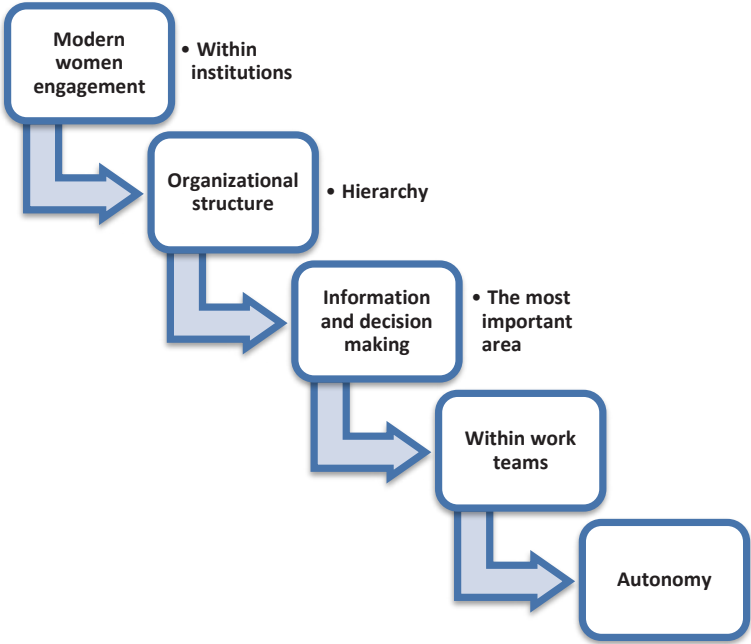 Modern
women
engagement
• Within
institutions
Organizational
structure
• Hierarchy
Information
and decision
making
• The most
important
area
Within work
teams
Autonomy